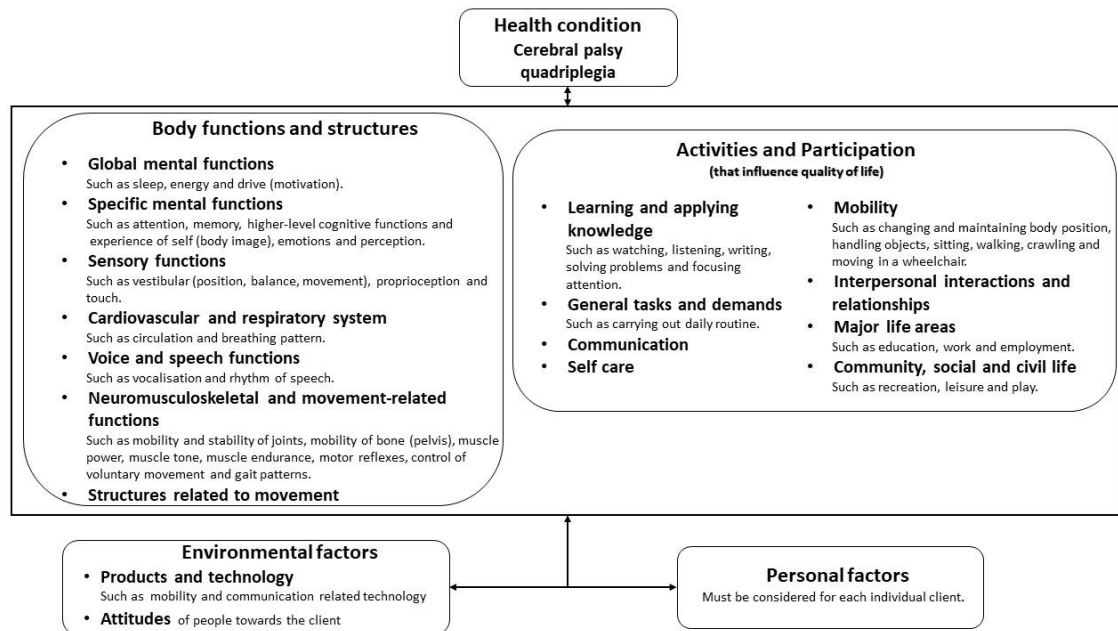 Health condition
Cerebral palsy
quadriplegia
Body functions and structures
• Global mental functions
Such as sleep, energy and drive (motivation).
• Specific mental functions
Such as attention, memory, higher-level cognitive functions and
experience of self (body image), emotions and perception.
• Sensory functions
Such as vestibular (position, balance, movement), proprioception and
touch.
• Cardiovascular and respiratory system
Such as circulation and breathing pattern.
• Voice and speech functions
Such as vocalisation and rhythm of speech.
• Neuromusculoskeletal and movement-related
functions
Such as mobility and stability of joints, mobility of bone (pelvis), muscle
power, muscle tone, muscle endurance, motor reflexes, control of
voluntary movement and gait patterns.
• Structures related to movement
Activities and Participation
(that influence quality of life)
• Learning and applying
knowledge
Such as watching, listening, writing,
solving problems and focusing
attention.
• General tasks and demands
Such as carrying out daily routine.
• Communication
• Self care
• Mobility
Such as changing and maintaining body position,
handling objects, sitting, walking, crawling and
moving in a wheelchair.
• Interpersonal interactions and
relationships
• Major life areas
Such as education, work and employment.
• Community, social and civil life
Such as recreation, leisure and play.
Environmental factors
• Products and technology
Such as mobility and communication related technology
• Attitudes of people towards the client
Personal factors
Must be considered for each individual client.